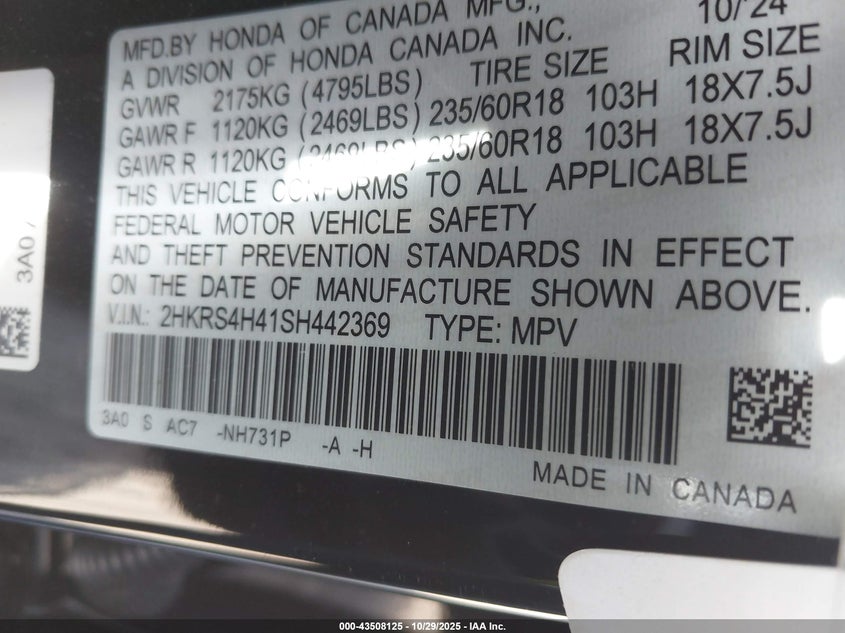 MFD.BY HONDA OF CANADA MFG., 10/24
A DIVISION OF HONDA CANADA INC.
GVWR 2175KG (4795LBS) TIRE SIZE RIM SIZE
GAWR F 1120KG (2469LBS) 235/60R18 103H 18X7.5J
GAWR R 1120KG (2469LBS) 235/60R18 103H 18X7.5J
THIS VEHICLE CONFORMS TO ALL APPLICABLE
FEDERAL MOTOR VEHICLE SAFETY
AND THEFT PREVENTION STANDARDS IN EFFECT
ON THE DATE OF MANUFACTURE SHOWN ABOVE.
V.I.N.: 2HKRS4H41SH442369 TYPE: MPV
3A0 S AC7 -NH731P -A -H
MADE IN CANADA
000-43508125 - 10/29/2025 - IAA Inc.